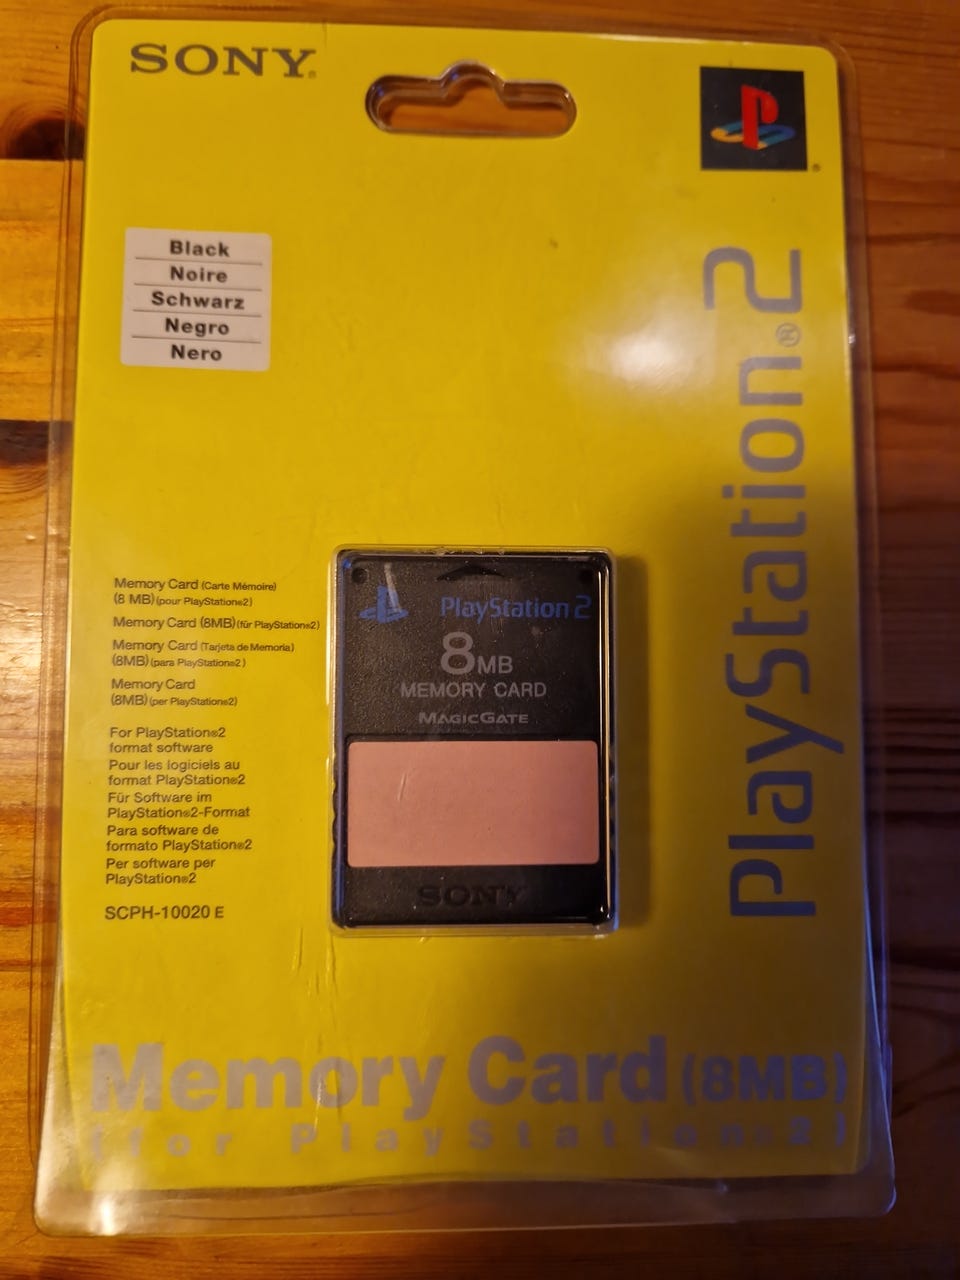 SONY®
Black
Noire
Schwarz
Negro
Nero
PlayStation®2
Memory Card (Carte Mémoire)
(8 MB) (pour PlayStation®2)
Memory Card (8MB) (für PlayStation®2)
Memory Card (Tarjeta de Memoria)
(8MB) (para PlayStation®2)
Memory Card
(8MB) (per PlayStation®2)
For PlayStation®2
format software
Pour les logiciels au
format PlayStation®2
Für Software im
PlayStation®2-Format
Para software de
formato PlayStation®2
Per software per
PlayStation®2
SCPH-10020 E
PlayStation 2
8MB
MEMORY CARD
MAGICGATE
SONY
Memory Card (8MB)
(for PlayStation®2)